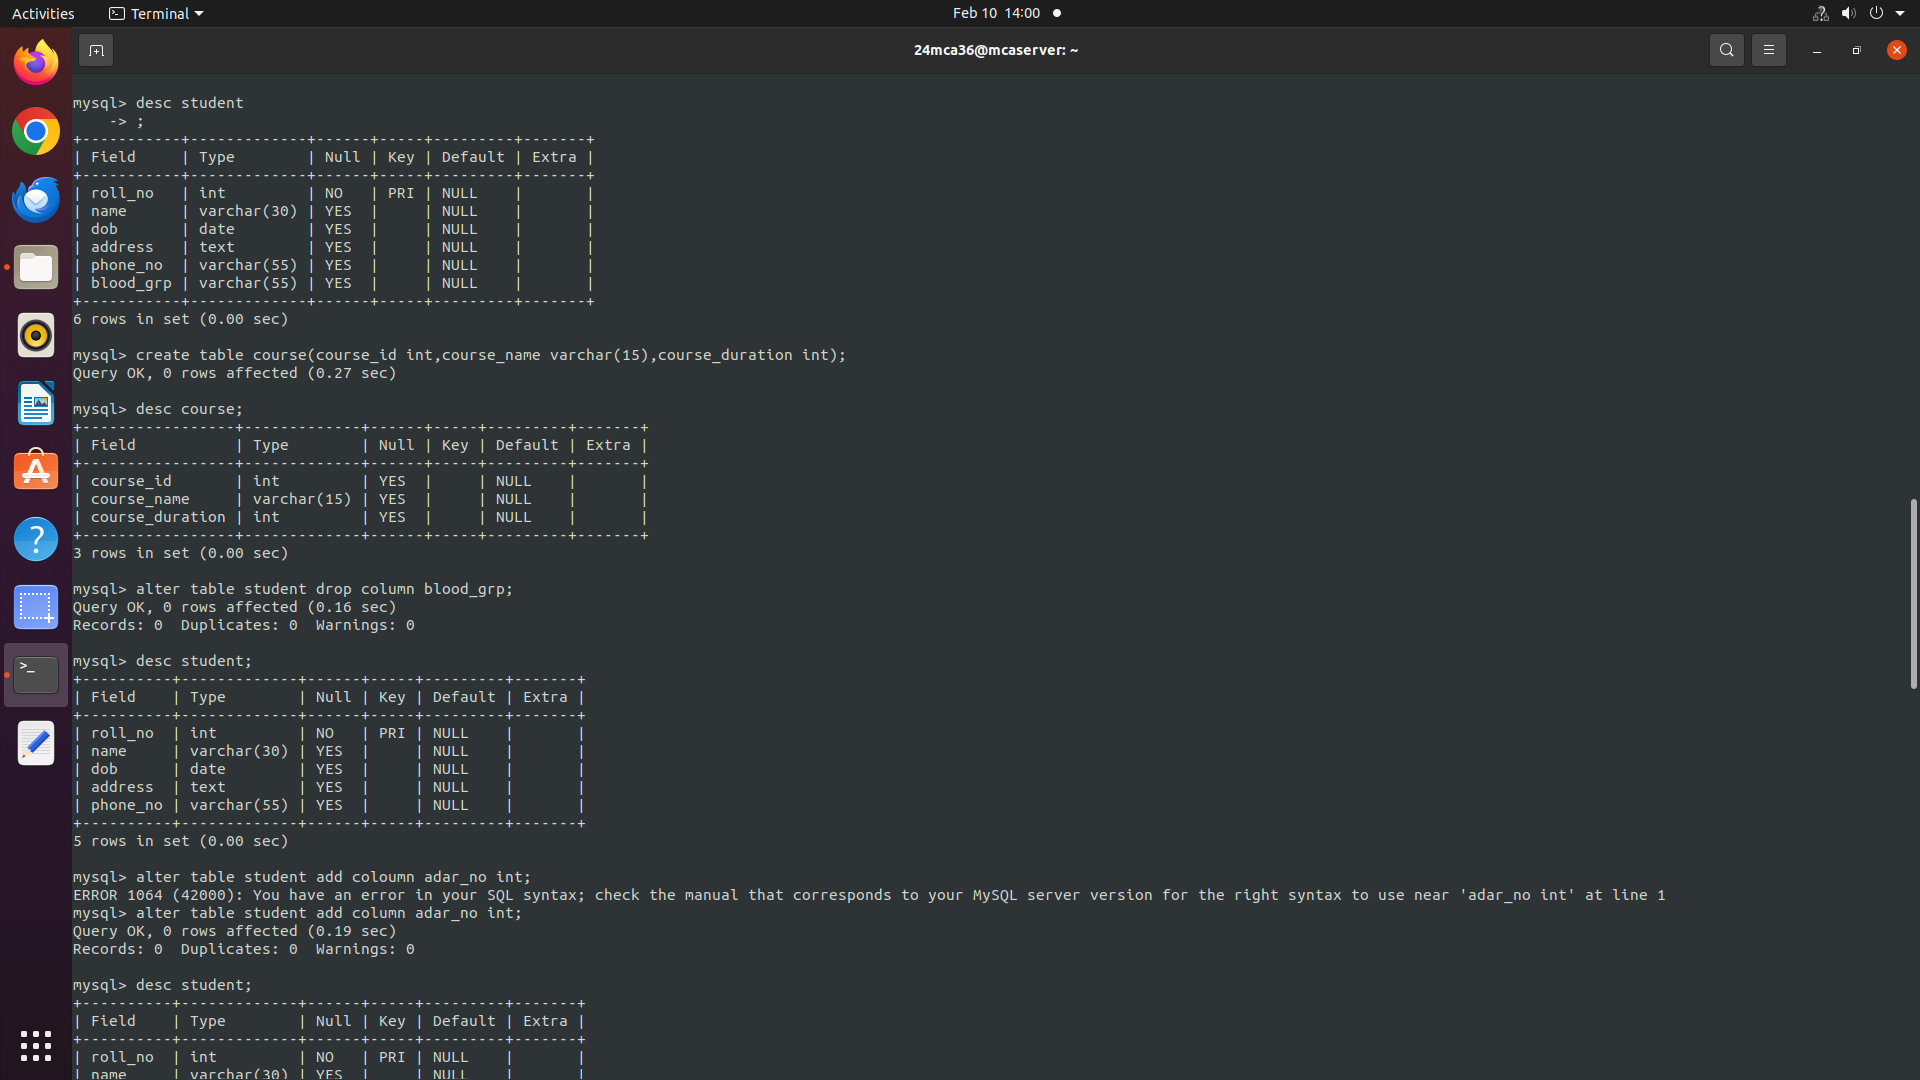 Activities Terminal Feb 10 14:00
24mca36@mcaserver: ~
mysql> desc student
    -> ;
+-----------+-------------+------+-----+---------+-------+
| Field     | Type        | Null | Key | Default | Extra |
+-----------+-------------+------+-----+---------+-------+
| roll_no   | int         | NO   | PRI | NULL    |       |
| name      | varchar(30) | YES  |     | NULL    |       |
| dob       | date        | YES  |     | NULL    |       |
| address   | text        | YES  |     | NULL    |       |
| phone_no  | varchar(55) | YES  |     | NULL    |       |
| blood_grp | varchar(55) | YES  |     | NULL    |       |
+-----------+-------------+------+-----+---------+-------+
6 rows in set (0.00 sec)
mysql> create table course(course_id int,course_name varchar(15),course_duration int);
Query OK, 0 rows affected (0.27 sec)
mysql> desc course;
+-----------------+-------------+------+-----+---------+-------+
| Field           | Type        | Null | Key | Default | Extra |
+-----------------+-------------+------+-----+---------+-------+
| course_id       | int         | YES  |     | NULL    |       |
| course_name     | varchar(15) | YES  |     | NULL    |       |
| course_duration | int         | YES  |     | NULL    |       |
+-----------------+-------------+------+-----+---------+-------+
3 rows in set (0.00 sec)
mysql> alter table student drop column blood_grp;
Query OK, 0 rows affected (0.16 sec)
Records: 0  Duplicates: 0  Warnings: 0
mysql> desc student;
+----------+-------------+------+-----+---------+-------+
| Field    | Type        | Null | Key | Default | Extra |
+----------+-------------+------+-----+---------+-------+
| roll_no  | int         | NO   | PRI | NULL    |       |
| name     | varchar(30) | YES  |     | NULL    |       |
| dob      | date        | YES  |     | NULL    |       |
| address  | text        | YES  |     | NULL    |       |
| phone_no | varchar(55) | YES  |     | NULL    |       |
+----------+-------------+------+-----+---------+-------+
5 rows in set (0.00 sec)
mysql> alter table student add coloumn adar_no int;
ERROR 1064 (42000): You have an error in your SQL syntax; check the manual that corresponds to your MySQL server version for the right syntax to use near 'adar_no int' at line 1
mysql> alter table student add column adar_no int;
Query OK, 0 rows affected (0.19 sec)
Records: 0  Duplicates: 0  Warnings: 0
mysql> desc student;
+----------+-------------+------+-----+---------+-------+
| Field    | Type        | Null | Key | Default | Extra |
+----------+-------------+------+-----+---------+-------+
| roll_no  | int         | NO   | PRI | NULL    |       |
| name     | varchar(30) | YES  |     | NULL    |       |